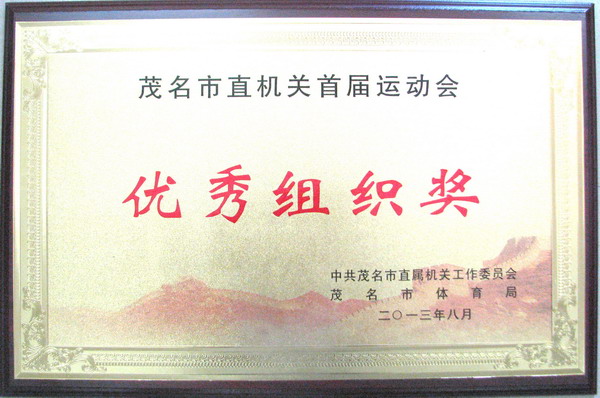 茂名市直机关首届运动会
优秀组织奖
中共茂名市直属机关工作委员会
茂名市体育局
二〇一三年八月